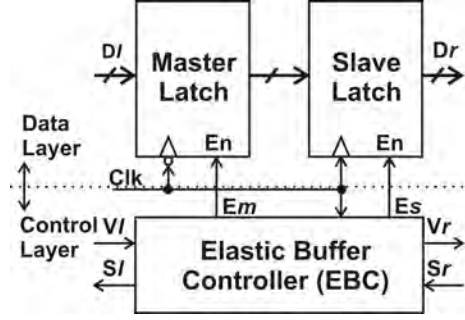 Dl
Master
Latch
Slave
Latch
Dr
En
En
Data
Layer
Clk
Em
Es
Control
Layer
Vl
Sl
Elastic Buffer
Controller (EBC)
Vr
Sr